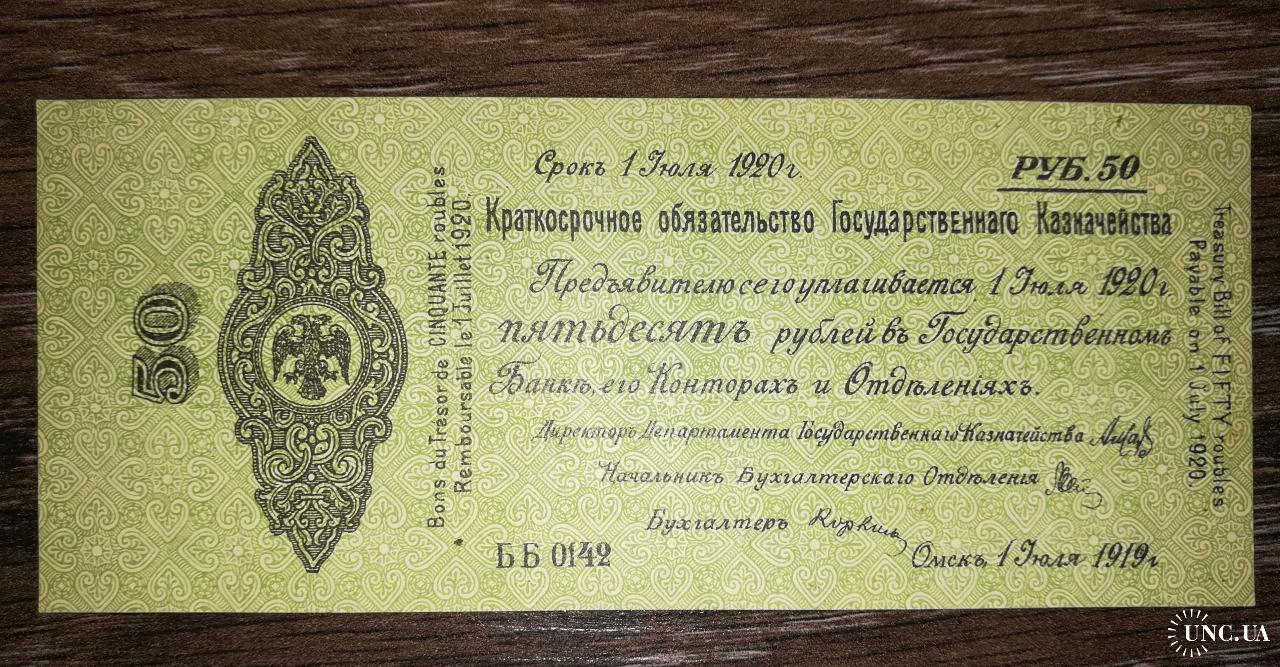 50
Bons du Tresor de CINQUANTE roubles
Remboursable le 1 Juillet 1920.
Срокъ 1 Іюля 1920 г.
РУБ. 50
Краткосрочное обязательство Государственнаго Казначейства
Предъявителю сего уплачивается 1 Іюля 1920 г
пятьдесятъ рублей въ Государственномъ
Банкѣ, его Конторахъ и Отдѣленіяхъ.
Директоръ Департамента Государственнаго Казначейства
Начальникъ Бухгалтерскаго Отдѣленія
Бухгалтеръ
ББ 0142
Омскъ, 1 Іюля 1919 г
Treasury Bill of FIFTY roubles
Payable on 1 July 1920
UNC.UA